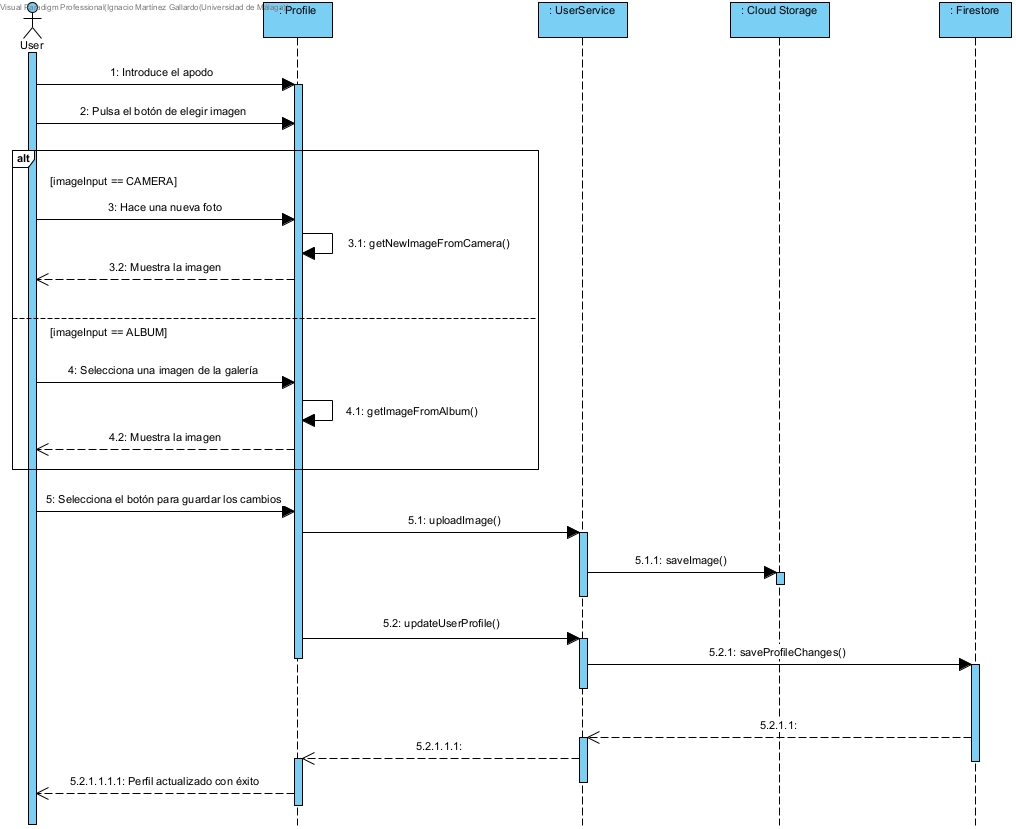 Visual Paradigm Professional(Ignacio Martínez Gallardo(Universidad de Málaga))
: Profile
: UserService
: Cloud Storage
: Firestore
User
1: Introduce el apodo
2: Pulsa el botón de elegir imagen
alt
[imageInput == CAMERA]
3: Hace una nueva foto
3.1: getNewImageFromCamera()
3.2: Muestra la imagen
[imageInput == ALBUM]
4: Selecciona una imagen de la galería
4.1: getImageFromAlbum()
4.2: Muestra la imagen
5: Selecciona el botón para guardar los cambios
5.1: uploadImage()
5.1.1: saveImage()
5.2: updateUserProfile()
5.2.1: saveProfileChanges()
5.2.1.1:
5.2.1.1.1:
5.2.1.1.1.1: Perfil actualizado con éxito